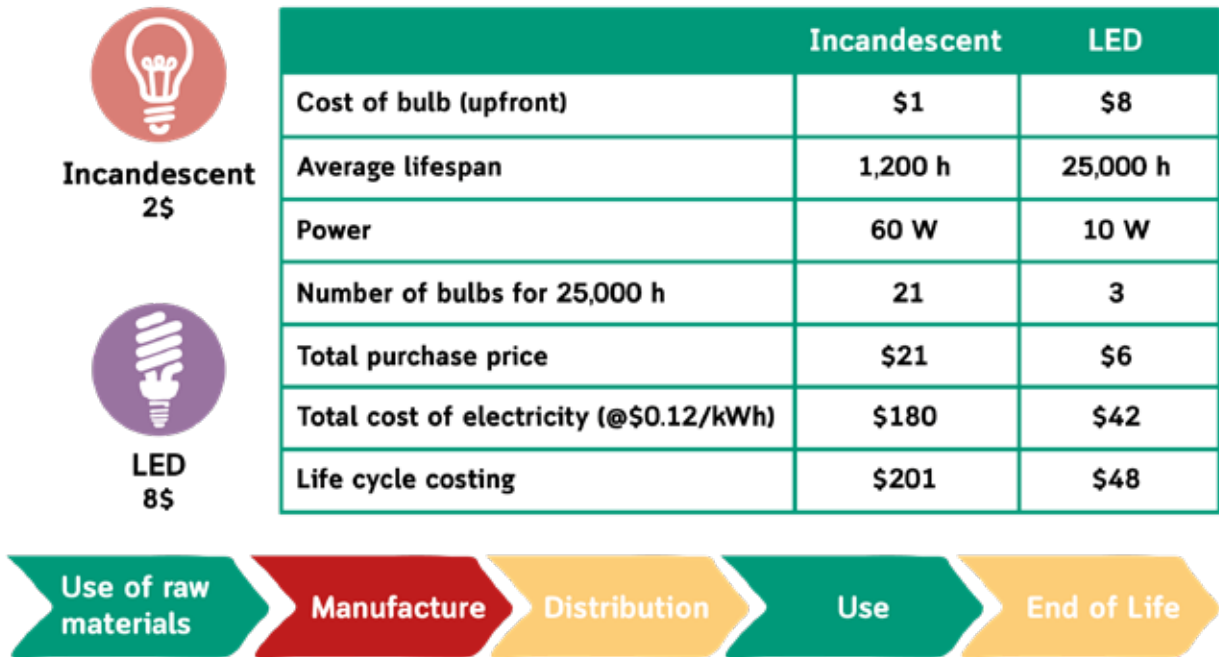 Incandescent
2$
LED
8$
Incandescent LED
Cost of bulb (upfront) $1 $8
Average lifespan 1,200 h 25,000 h
Power 60 W 10 W
Number of bulbs for 25,000 h 21 3
Total purchase price $21 $6
Total cost of electricity (@$0.12/kWh) $180 $42
Life cycle costing $201 $48
Use of raw
materials
Manufacture
Distribution
Use
End of Life